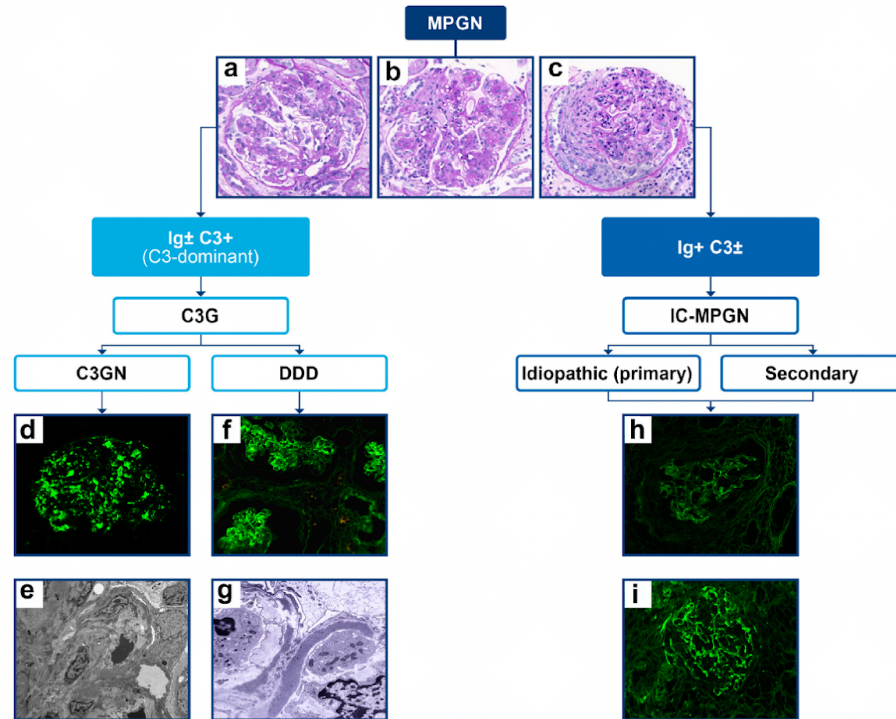 MPGN
a
b
c
Ig± C3+
(C3-dominant)
Ig+ C3±
C3G
IC-MPGN
C3GN
DDD
Idiopathic (primary)
Secondary
d
f
h
e
g
i